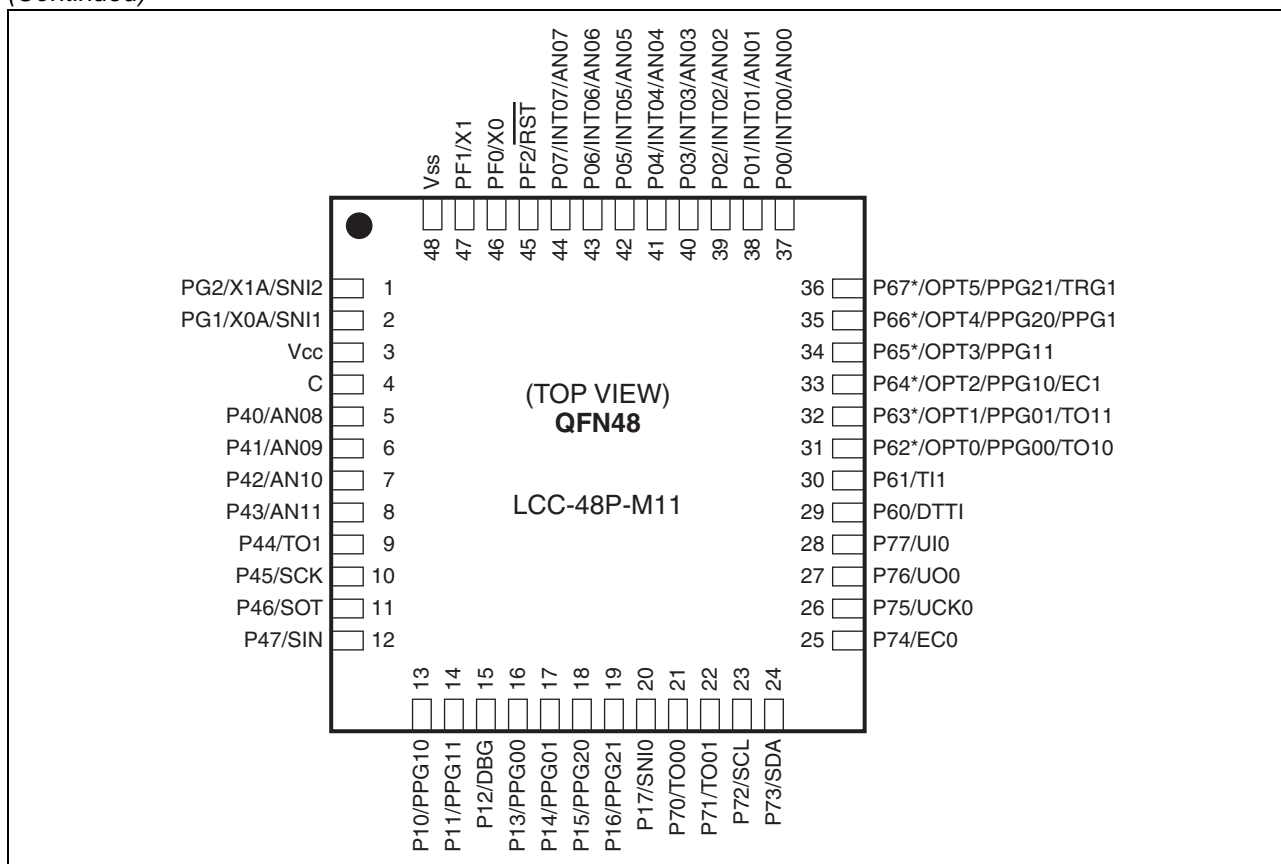 (Continued)
Vss
PF1/X1
PF0/X0
PF2/RST
P07/INT07/AN07
P06/INT06/AN06
P05/INT05/AN05
P04/INT04/AN04
P03/INT03/AN03
P02/INT02/AN02
P01/INT01/AN01
P00/INT00/AN00
48
47
46
45
44
43
42
41
40
39
38
37
PG2/X1A/SNI2 1
PG1/X0A/SNI1 2
Vcc 3
C 4
P40/AN08 5
P41/AN09 6
P42/AN10 7
P43/AN11 8
P44/TO1 9
P45/SCK 10
P46/SOT 11
P47/SIN 12
(TOP VIEW)
QFN48
LCC-48P-M11
36 P67*/OPT5/PPG21/TRG1
35 P66*/OPT4/PPG20/PPG1
34 P65*/OPT3/PPG11
33 P64*/OPT2/PPG10/EC1
32 P63*/OPT1/PPG01/TO11
31 P62*/OPT0/PPG00/TO10
30 P61/TI1
29 P60/DTTI
28 P77/UI0
27 P76/UO0
26 P75/UCK0
25 P74/EC0
13
14
15
16
17
18
19
20
21
22
23
24
P10/PPG10
P11/PPG11
P12/DBG
P13/PPG00
P14/PPG01
P15/PPG20
P16/PPG21
P17/SNI0
P70/TO00
P71/TO01
P72/SCL
P73/SDA